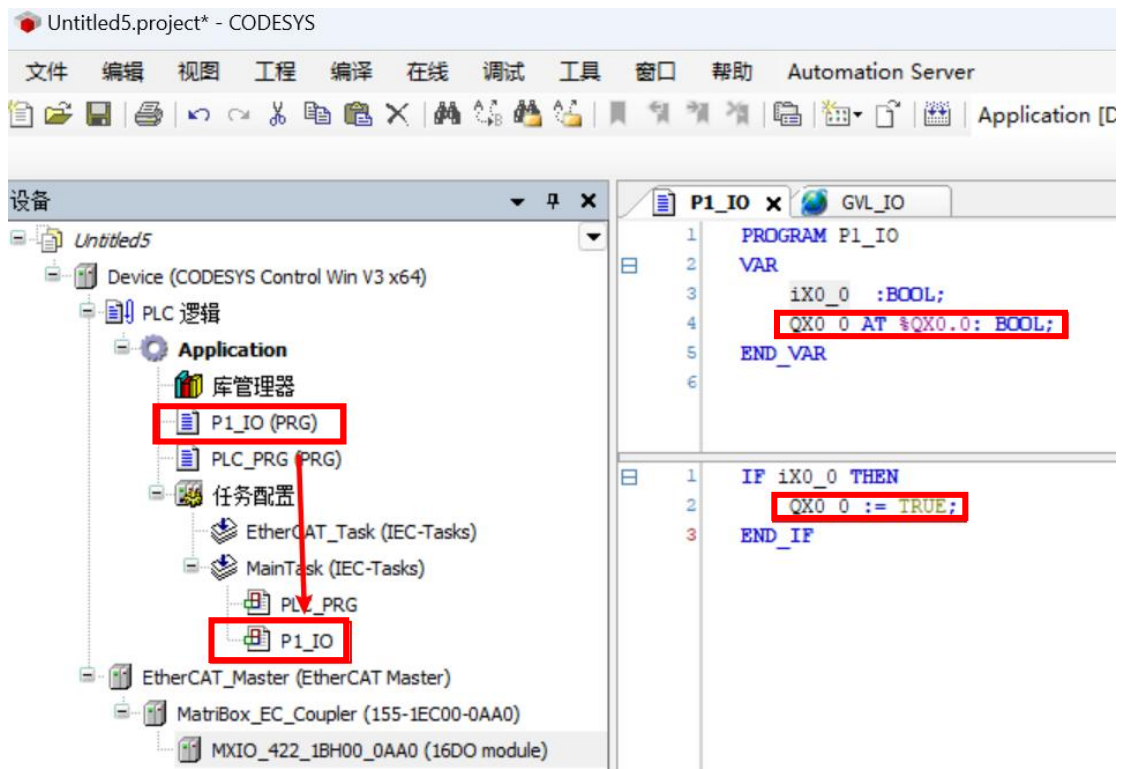 Untitled5.project* - CODESYS
文件 编辑 视图 工程 编译 在线 调试 工具 窗口 帮助 Automation Server
Application [D
设备
P1_IO GVL_IO
Untitled5
Device (CODESYS Control Win V3 x64)
PLC 逻辑
Application
库管理器
P1_IO (PRG)
PLC_PRG (PRG)
任务配置
EtherCAT_Task (IEC-Tasks)
MainTask (IEC-Tasks)
PLC_PRG
P1_IO
EtherCAT_Master (EtherCAT Master)
MatriBox_EC_Coupler (155-1EC00-0AA0)
MXIO_422_1BH00_0AA0 (16DO module)
1 PROGRAM P1_IO
2 VAR
3 iX0_0 :BOOL;
4 QX0_0 AT %QX0.0: BOOL;
5 END_VAR
6
1 IF iX0_0 THEN
2 QX0_0 := TRUE;
3 END_IF